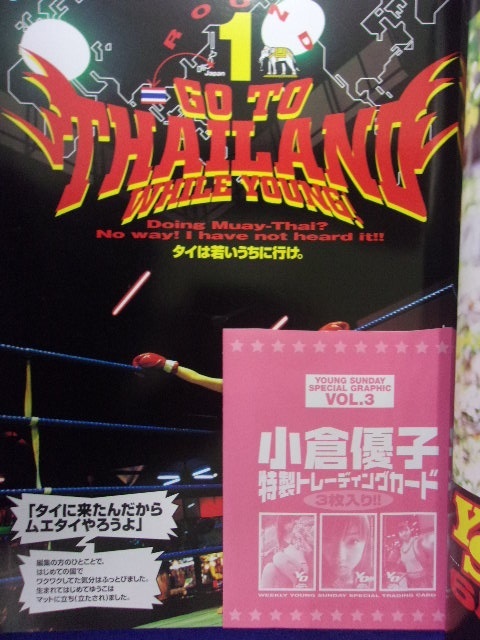 ROUND
1
Japan
GO TO
THAILAND
WHILE YOUNG!
Doing Muay-Thai?
No way! I have not heard it!!
タイは若いうちに行け。
YOUNG SUNDAY
SPECIAL GRAPHIC
VOL.3
小倉優子
特製トレーディングカード
3枚入り!!
WEEKLY YOUNG SUNDAY SPECIAL TRADING CARD
「タイに来たんだから
ムエタイやろうよ」
編集の方のひとことで、
はじめての国で
ワクワクしてた気分はふっとびました。
生まれてはじめてゆうこは
マットに立ち(立たされ)ました。